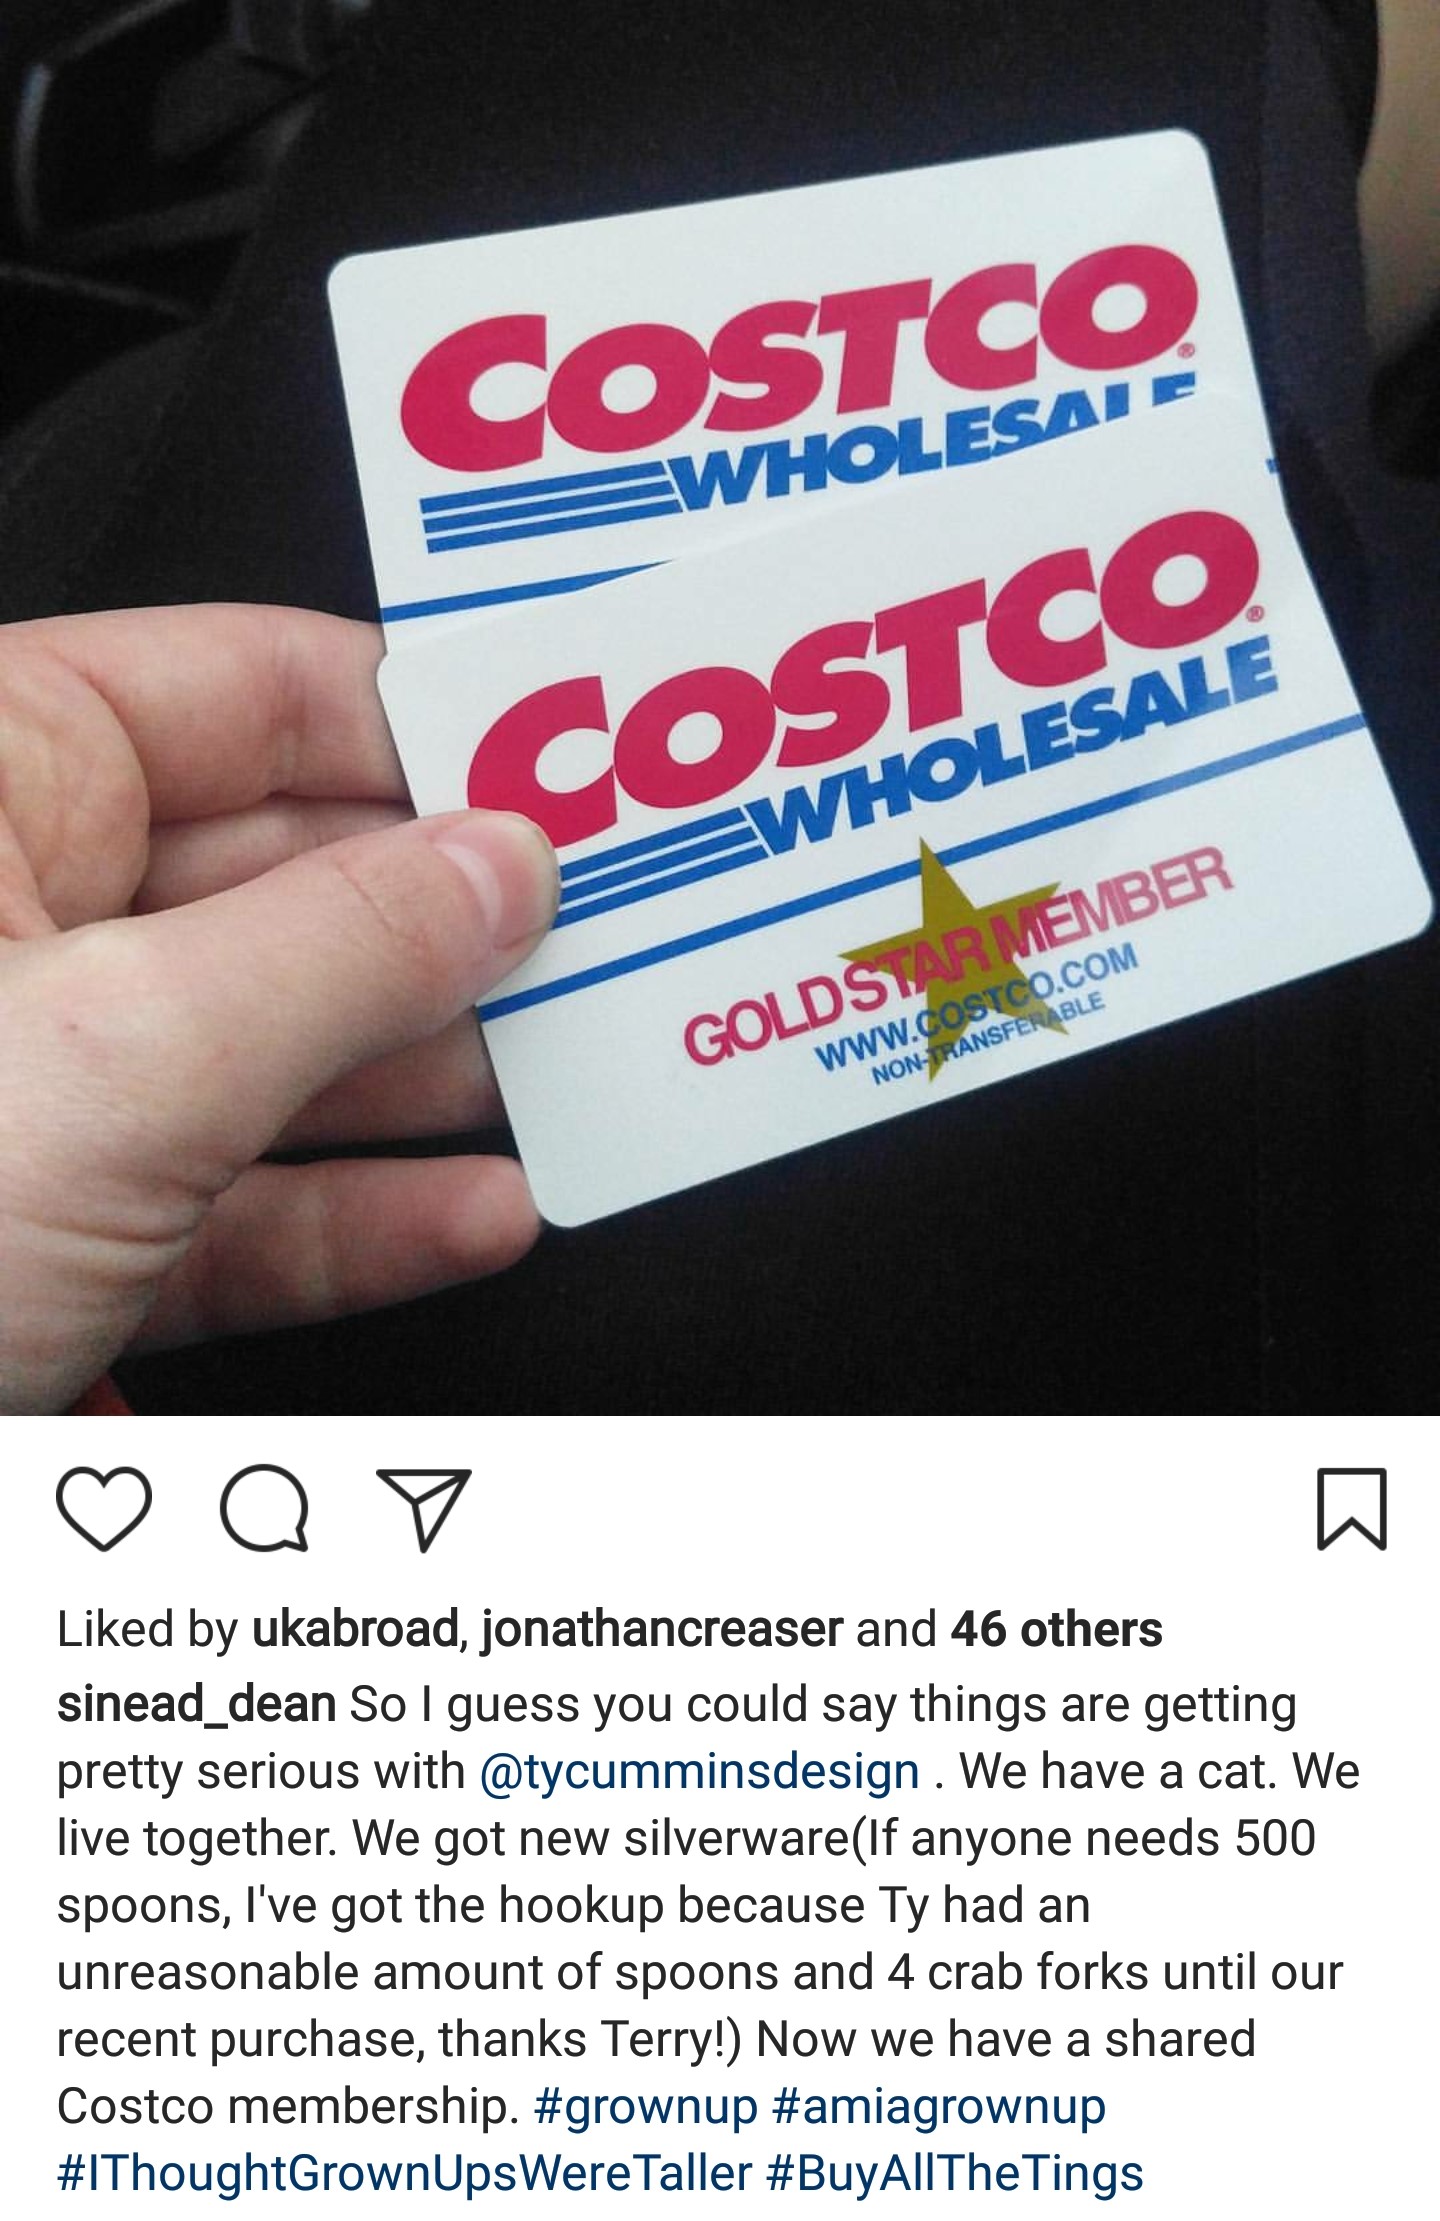 COSTCO®
WHOLESALE
COSTCO®
WHOLESALE
GOLD STAR MEMBER
WWW.COSTCO.COM
NON-TRANSFERABLE
Liked by ukabroad, jonathancreaser and 46 others
sinead_dean So I guess you could say things are getting
pretty serious with @tycumminsdesign . We have a cat. We
live together. We got new silverware(If anyone needs 500
spoons, I've got the hookup because Ty had an
unreasonable amount of spoons and 4 crab forks until our
recent purchase, thanks Terry!) Now we have a shared
Costco membership. #grownup #amiagrownup
#IThoughtGrownUpsWereTaller #BuyAllTheTings